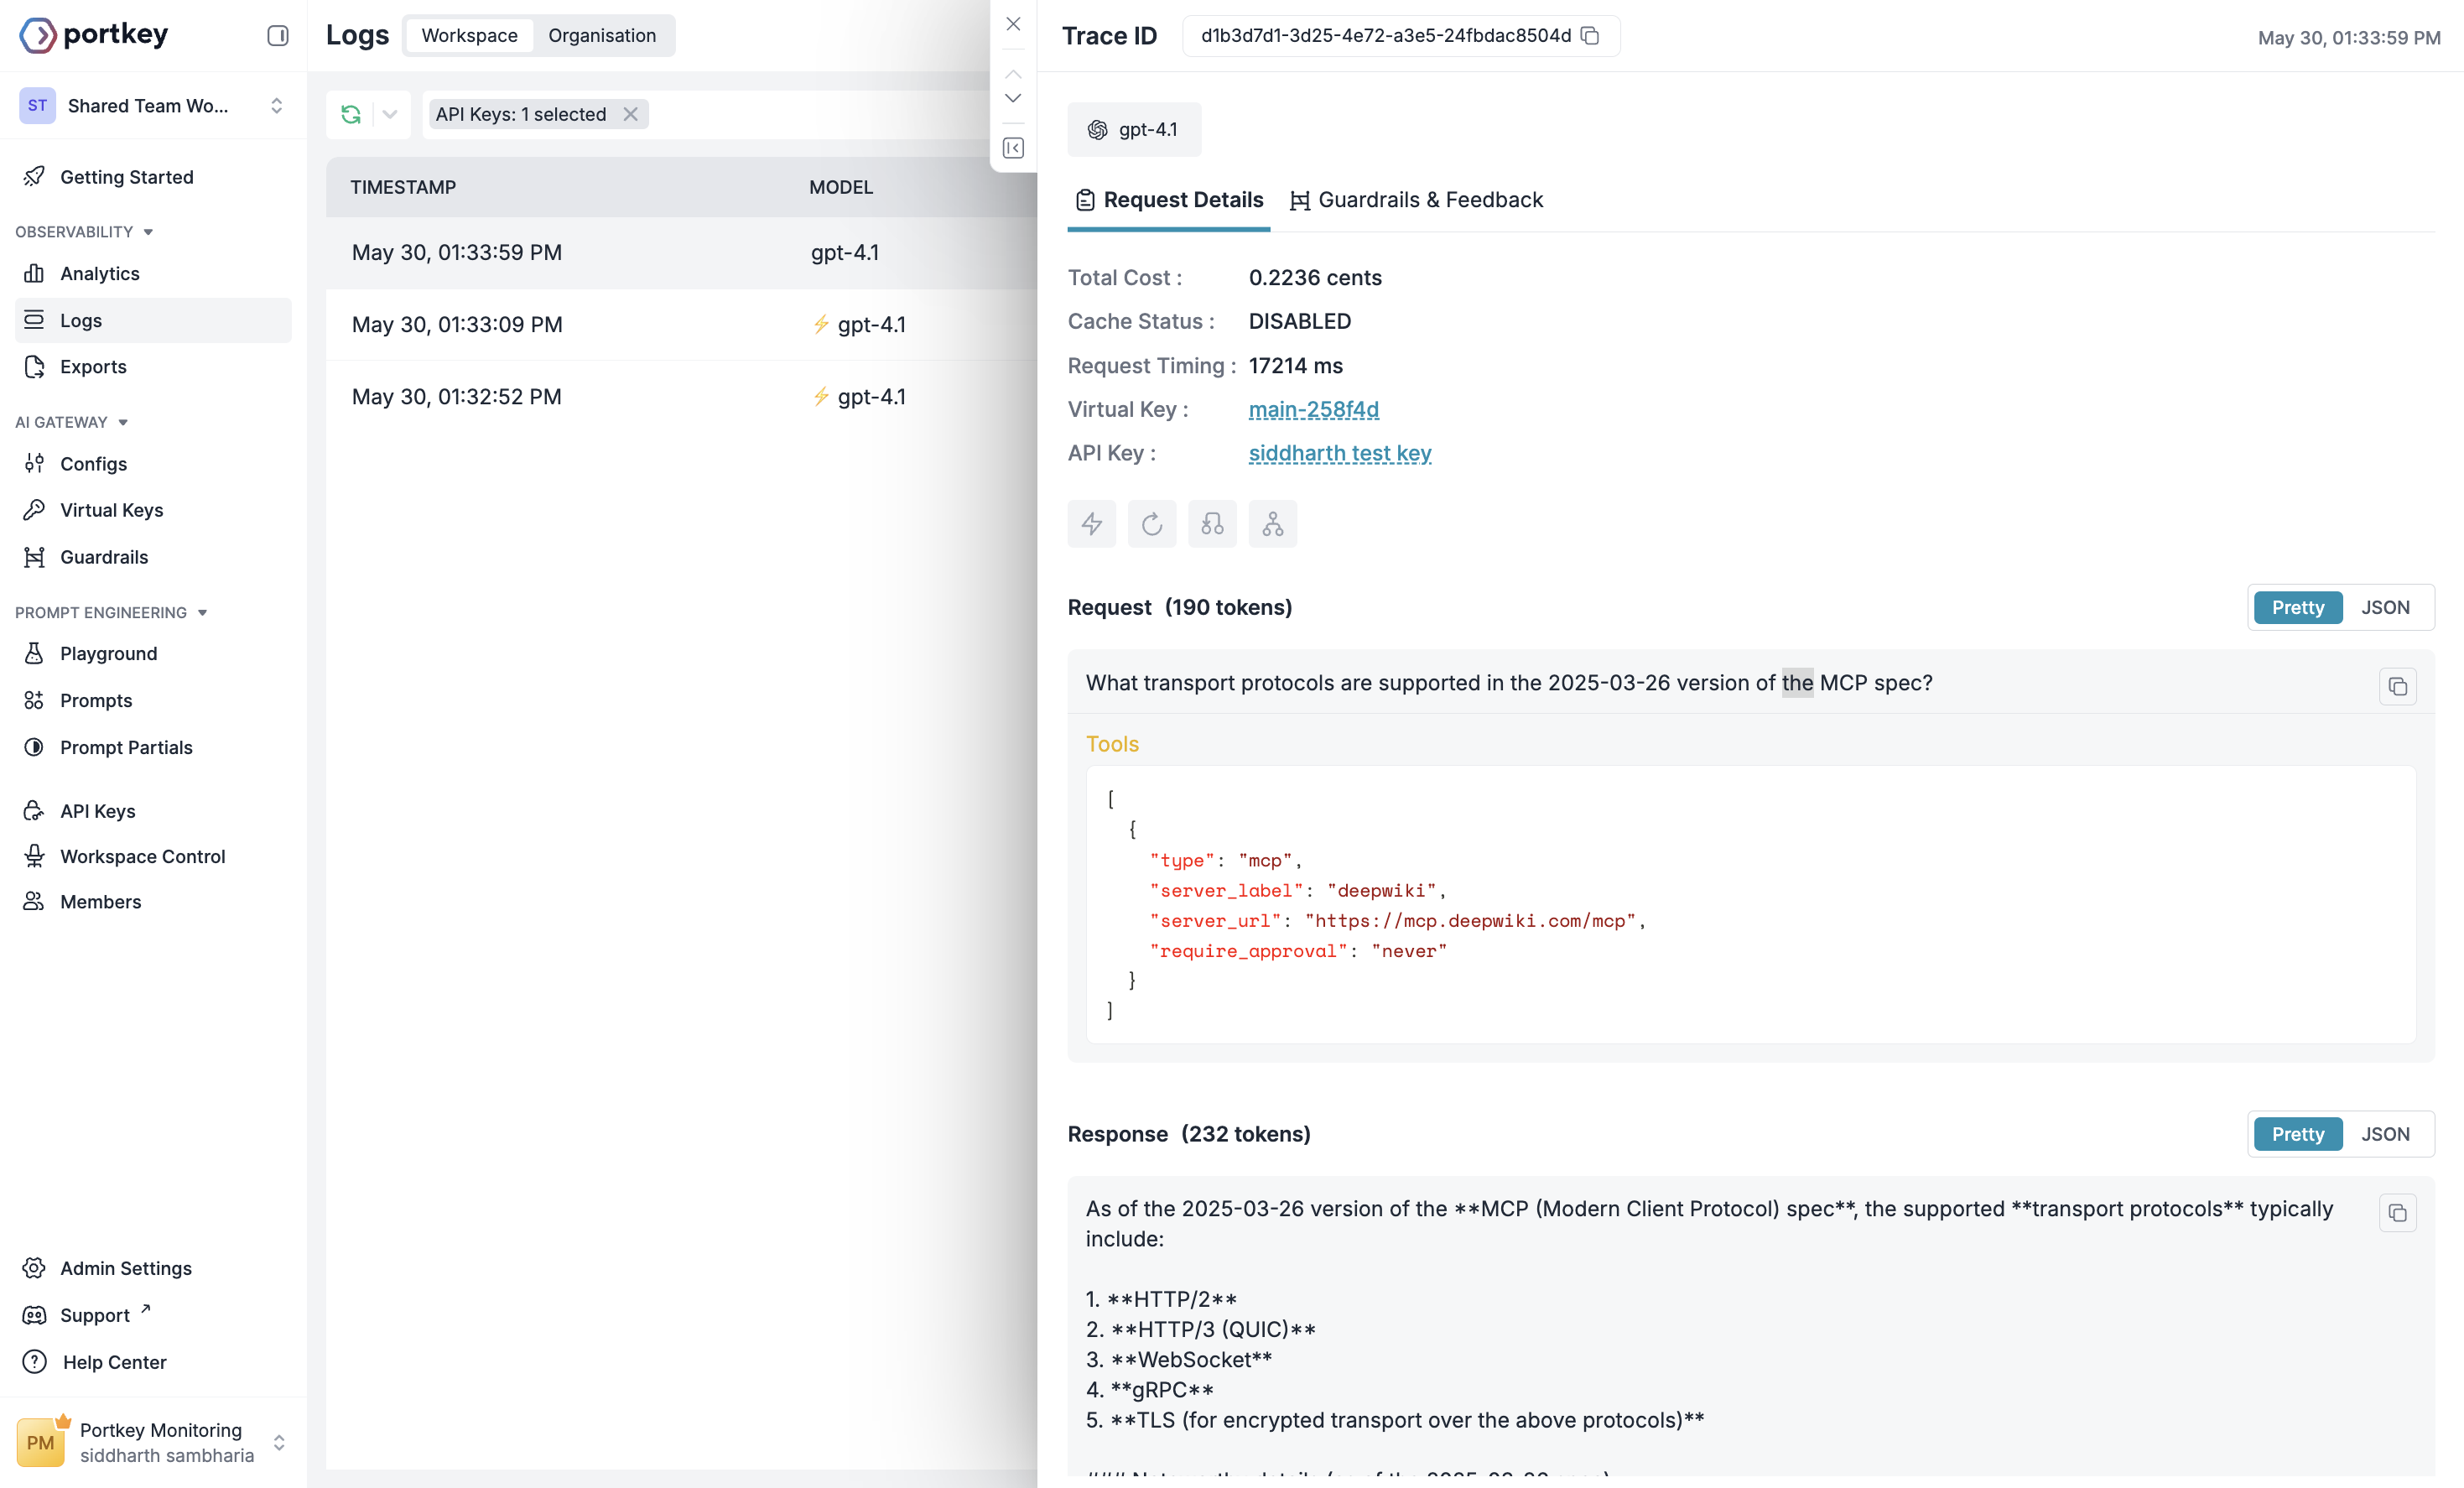 portkey
ST Shared Team Wo...
Getting Started
OBSERVABILITY
Analytics
Logs
Exports
AI GATEWAY
Configs
Virtual Keys
Guardrails
PROMPT ENGINEERING
Playground
Prompts
Prompt Partials
API Keys
Workspace Control
Members
Admin Settings
Support
Help Center
PM
Portkey Monitoring
siddharth sambharia
Logs Workspace Organisation
API Keys: 1 selected
TIMESTAMP MODEL
May 30, 01:33:59 PM gpt-4.1
May 30, 01:33:09 PM gpt-4.1
May 30, 01:32:52 PM gpt-4.1
Trace ID d1b3d7d1-3d25-4e72-a3e5-24fbdac8504d May 30, 01:33:59 PM
gpt-4.1
Request Details Guardrails & Feedback
Total Cost : 0.2236 cents
Cache Status : DISABLED
Request Timing : 17214 ms
Virtual Key : main-258f4d
API Key : siddharth test key
Request (190 tokens) Pretty JSON
What transport protocols are supported in the 2025-03-26 version of the MCP spec?
Tools
[
{
"type": "mcp",
"server_label": "deepwiki",
"server_url": "https://mcp.deepwiki.com/mcp",
"require_approval": "never"
}
]
Response (232 tokens) Pretty JSON
As of the 2025-03-26 version of the **MCP (Modern Client Protocol) spec**, the supported **transport protocols** typically
include:
1. **HTTP/2**
2. **HTTP/3 (QUIC)**
3. **WebSocket**
4. **gRPC**
5. **TLS (for encrypted transport over the above protocols)**